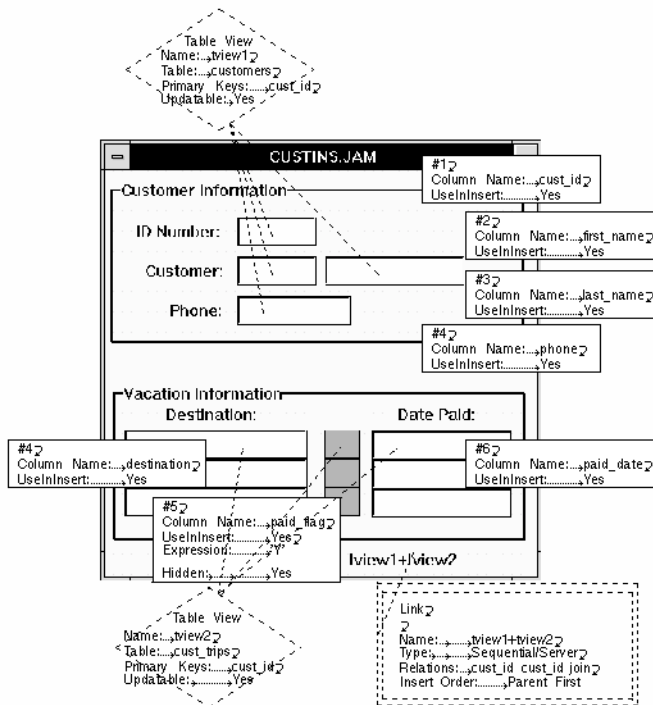 Table View
Name:→tview1
Table:→customers
Primary Keys:→cust_id
Updatable:→Yes
CUSTINS.JAM
#1
Column Name:→cust_id
UseInInsert:→Yes
Customer Information
ID Number:
#2
Column Name:→first_name
UseInInsert:→Yes
Customer:
#3
Column Name:→last_name
UseInInsert:→Yes
Phone:
#4
Column Name:→phone
UseInInsert:→Yes
Vacation Information
Destination:
Date Paid:
#4
Column Name:→destination
UseInInsert:→Yes
#6
Column Name:→paid_date
UseInInsert:→Yes
#5
Column Name:→paid_flag
UseInInsert:→Yes
Expression:→'Y'
Hidden:→Yes
tview1+tview2
Table View
Name:→tview2
Table:→cust_trips
Primary Keys:→cust_id
Updatable:→Yes
Link
Name:→tview1+tview2
Type:→Sequential/Server
Relations:→cust_id cust_id join
Insert Order:→Parent First